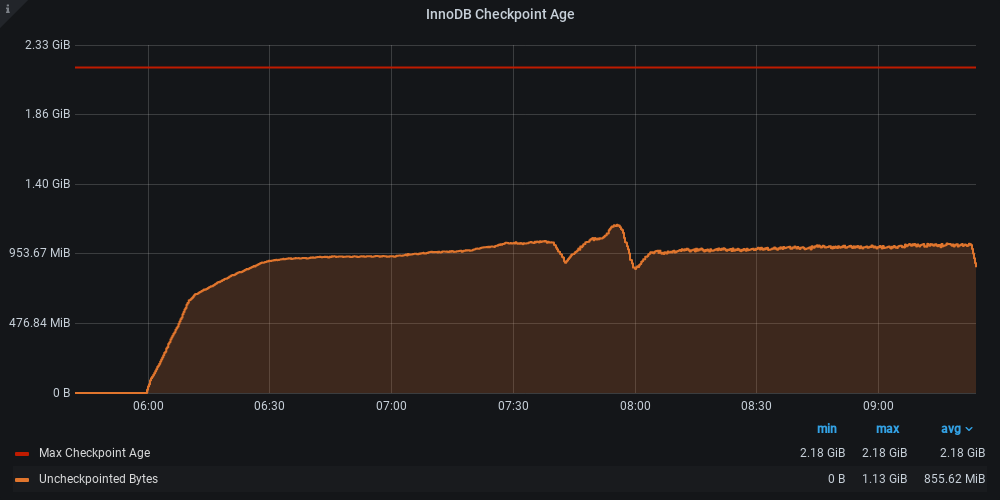 i
InnoDB Checkpoint Age
2.33 GiB
1.86 GiB
1.40 GiB
953.67 MiB
476.84 MiB
0 B
06:00 06:30 07:00 07:30 08:00 08:30 09:00
min max avg
Max Checkpoint Age 2.18 GiB 2.18 GiB 2.18 GiB
Uncheckpointed Bytes 0 B 1.13 GiB 855.62 MiB